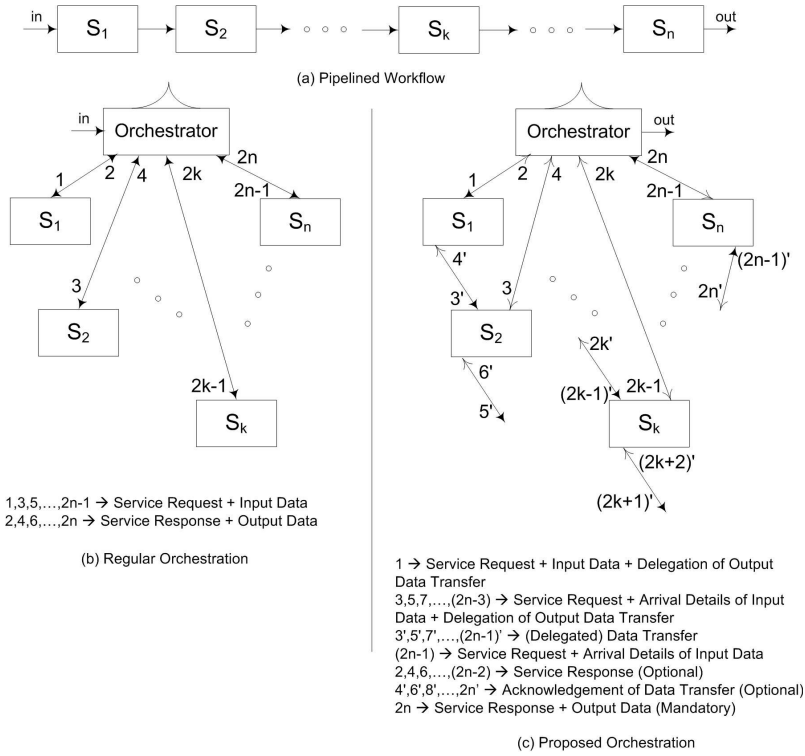 in
S1
S2
Sk
Sn
out
(a) Pipelined Workflow
in
Orchestrator
1
2
4
2k
2n
2n-1
S1
Sn
3
S2
2k-1
Sk
1,3,5,…,2n-1 → Service Request + Input Data
2,4,6,…,2n → Service Response + Output Data
(b) Regular Orchestration
Orchestrator
out
1
2
4
2k
2n
2n-1
S1
Sn
4'
(2n-1)'
3'
3
2n'
S2
2k'
6'
(2k-1)'
2k-1
5'
Sk
(2k+2)'
(2k+1)'
1 → Service Request + Input Data + Delegation of Output
Data Transfer
3,5,7,…,(2n-3) → Service Request + Arrival Details of Input
Data + Delegation of Output Data Transfer
3',5',7',…,(2n-1)’ → (Delegated) Data Transfer
(2n-1) → Service Request + Arrival Details of Input Data
2,4,6,…,(2n-2) → Service Response (Optional)
4',6',8',…,2n’ → Acknowledgement of Data Transfer (Optional)
2n → Service Response + Output Data (Mandatory)
(c) Proposed Orchestration